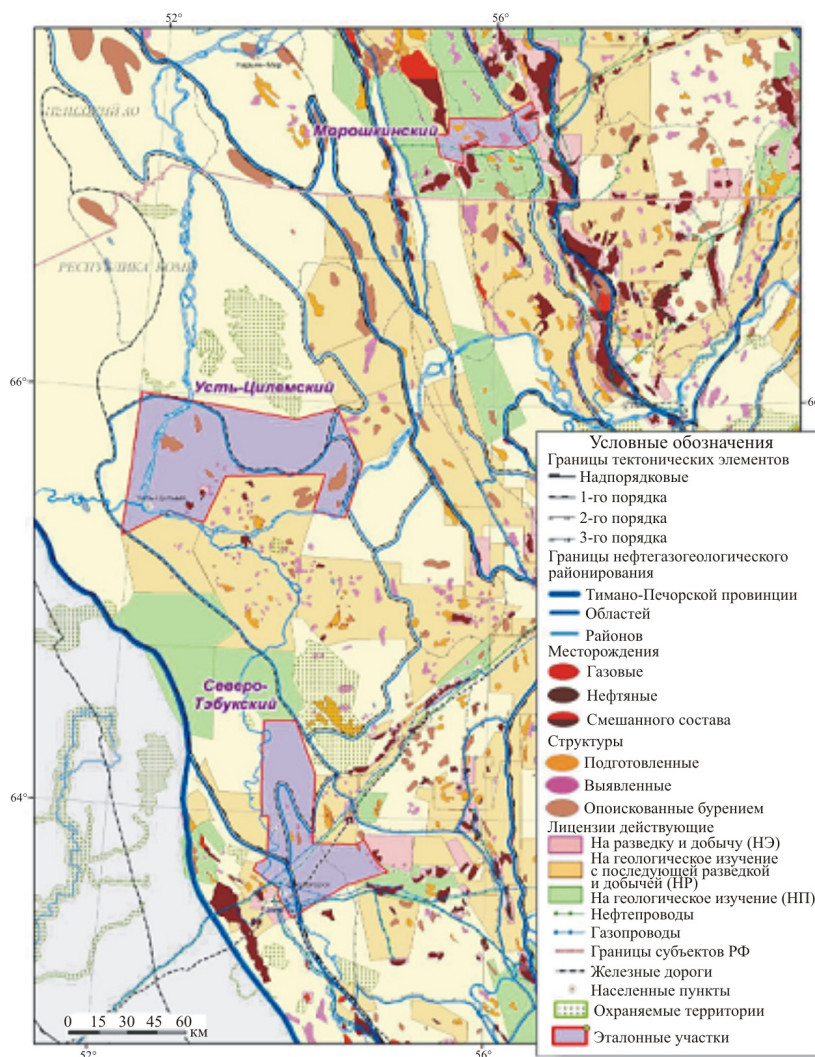 52°
56°
Нарьян-Мар
НЕНЕЦКИЙ АО
Марошкинский
РЕСПУБЛИКА КОМИ
66°
Усть-Цилемский
Северо-
Тэбукский
64°
0 15 30 45 60
км
52°
56°
Условные обозначения
Границы тектонических элементов
Надпорядковые
1-го порядка
2-го порядка
3-го порядка
Границы нефтегазогеологического
районирования
Тимано-Печорской провинции
Областей
Районов
Месторождения
Газовые
Нефтяные
Смешанного состава
Структуры
Подготовленные
Выявленные
Опоискованные бурением
Лицензии действующие
На разведку и добычу (НЭ)
На геологическое изучение
с последующей разведкой
и добычей (НР)
На геологическое изучение (НП)
Нефтепроводы
Газопроводы
Границы субъектов РФ
Железные дороги
Населенные пункты
Охраняемые территории
Эталонные участки